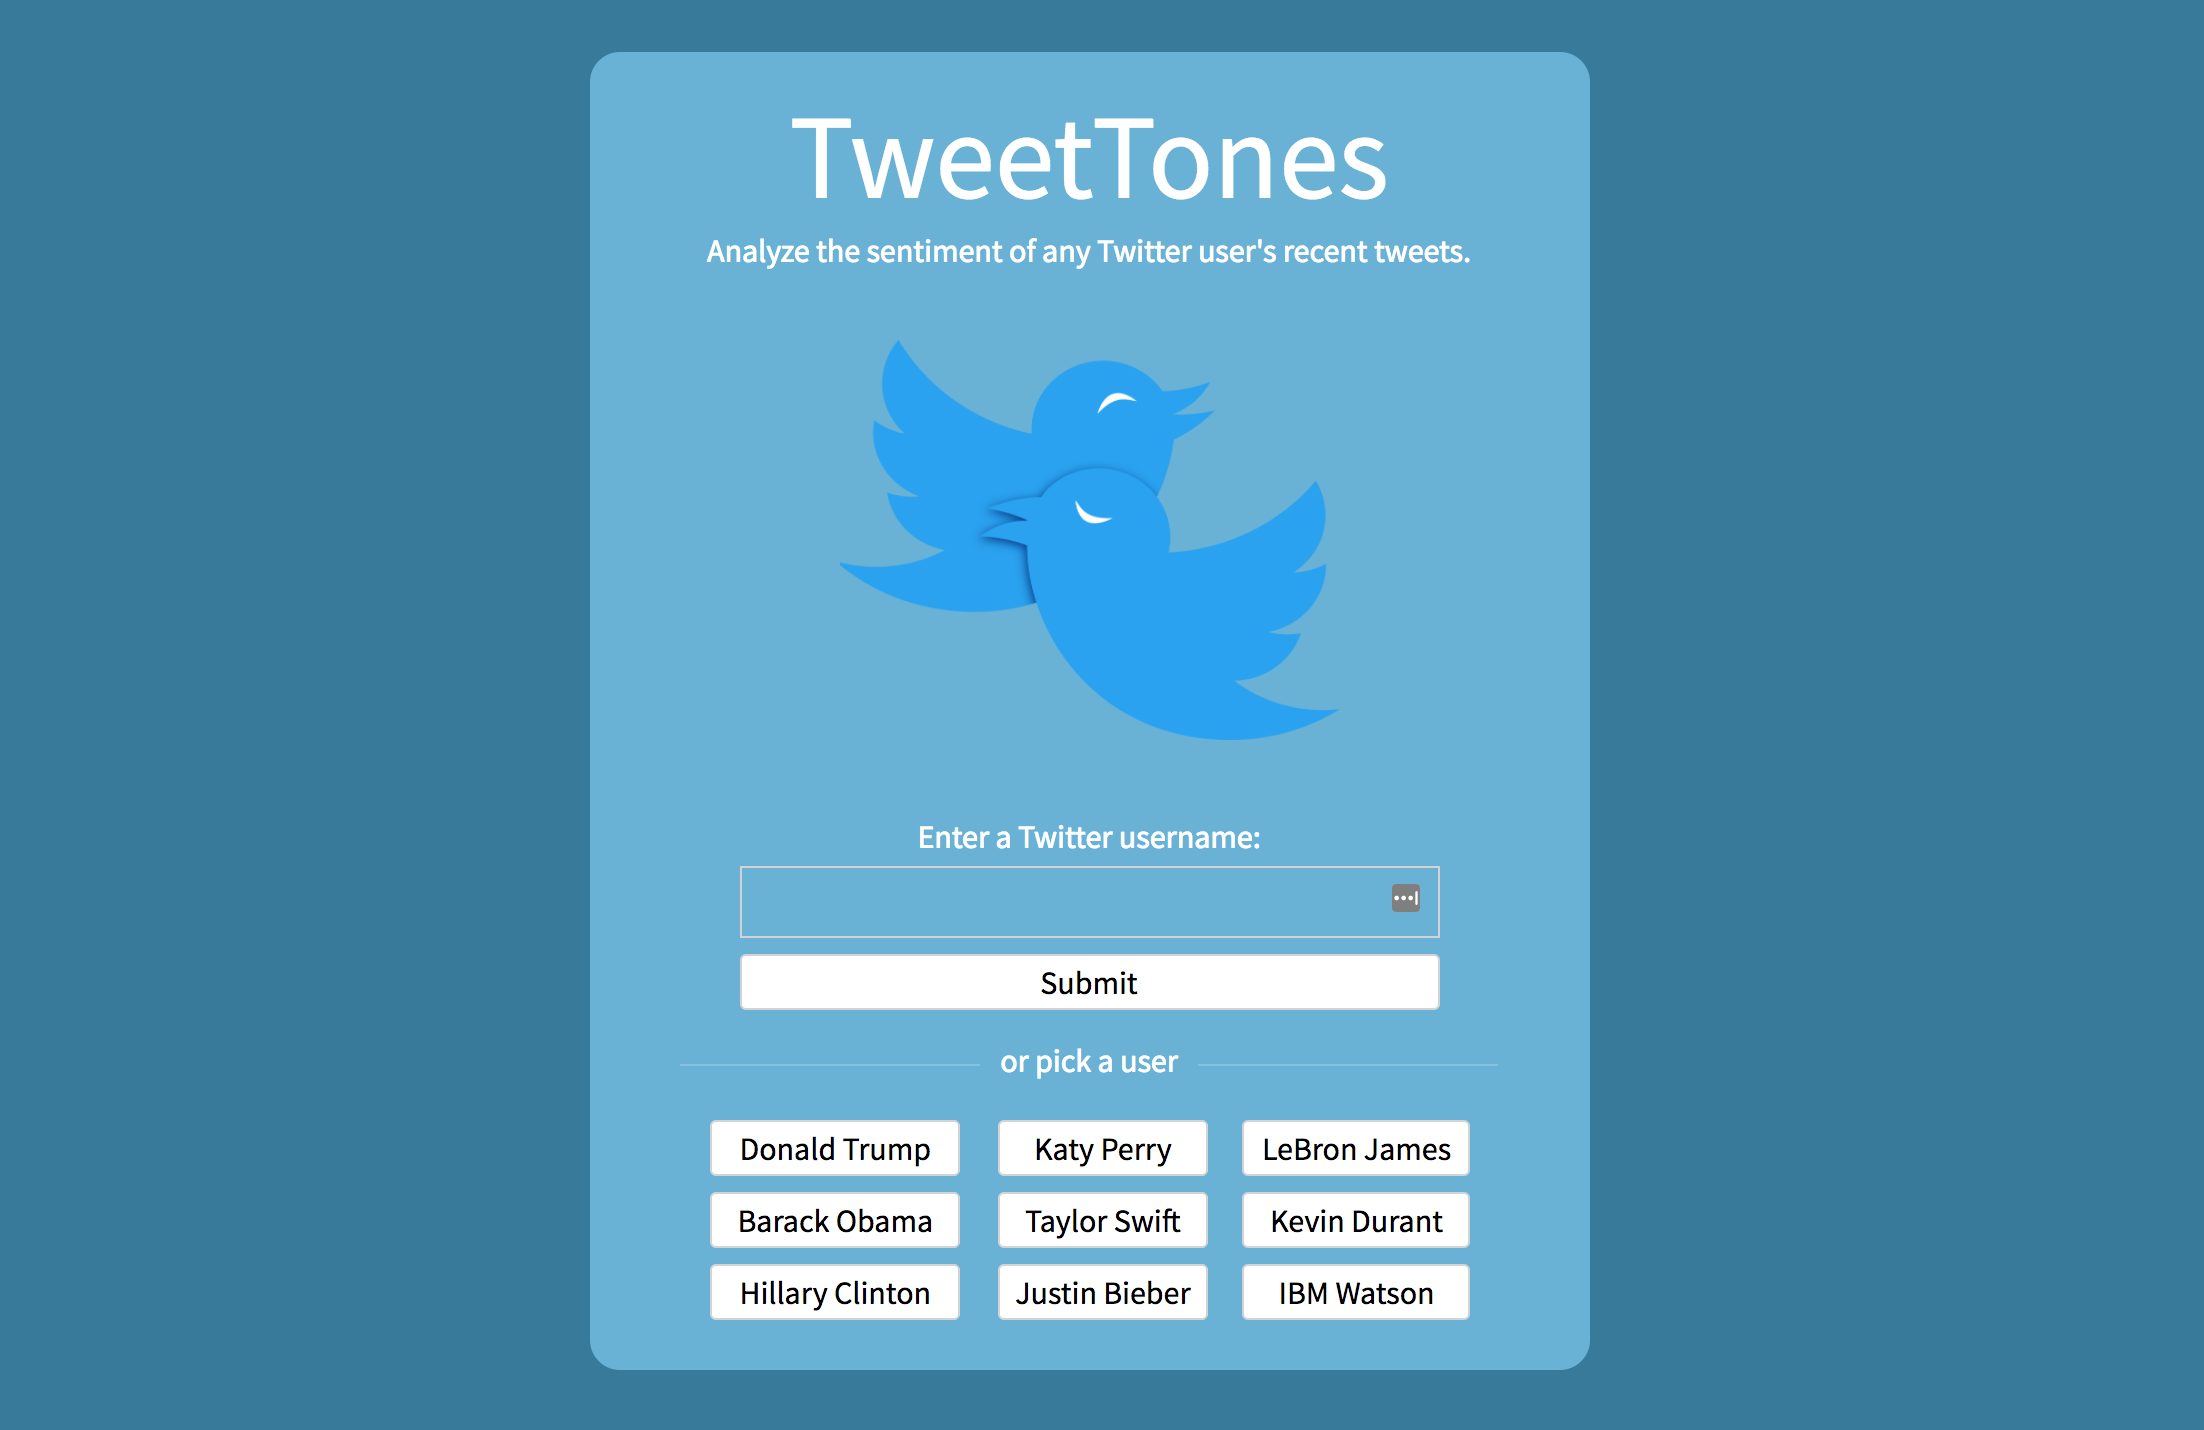 TweetTones
Analyze the sentiment of any Twitter user's recent tweets.
Enter a Twitter username:
Submit
or pick a user
Donald Trump Katy Perry LeBron James
Barack Obama Taylor Swift Kevin Durant
Hillary Clinton Justin Bieber IBM Watson